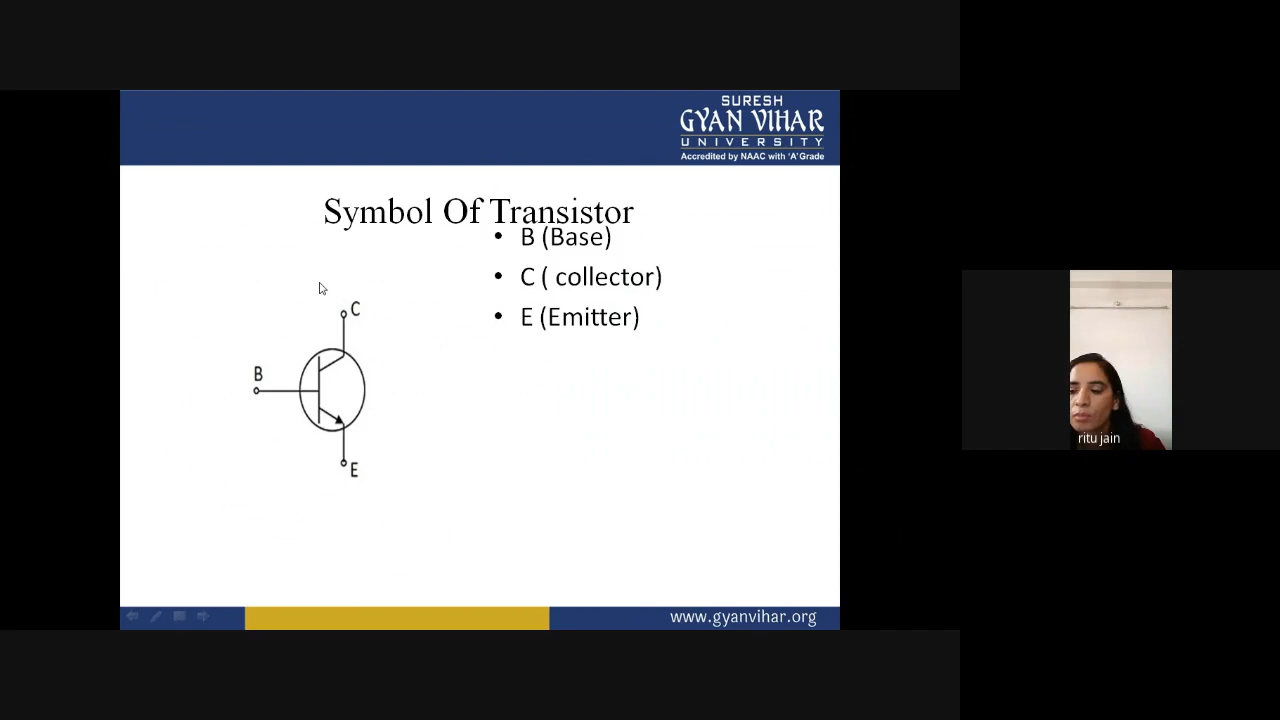 SURESH
GYAN VIHAR
UNIVERSITY
Accredited by NAAC with 'A' Grade
Symbol Of Transistor
• B (Base)
• C ( collector)
• E (Emitter)
C
B
E
ritu jain
www.gyanvihar.org